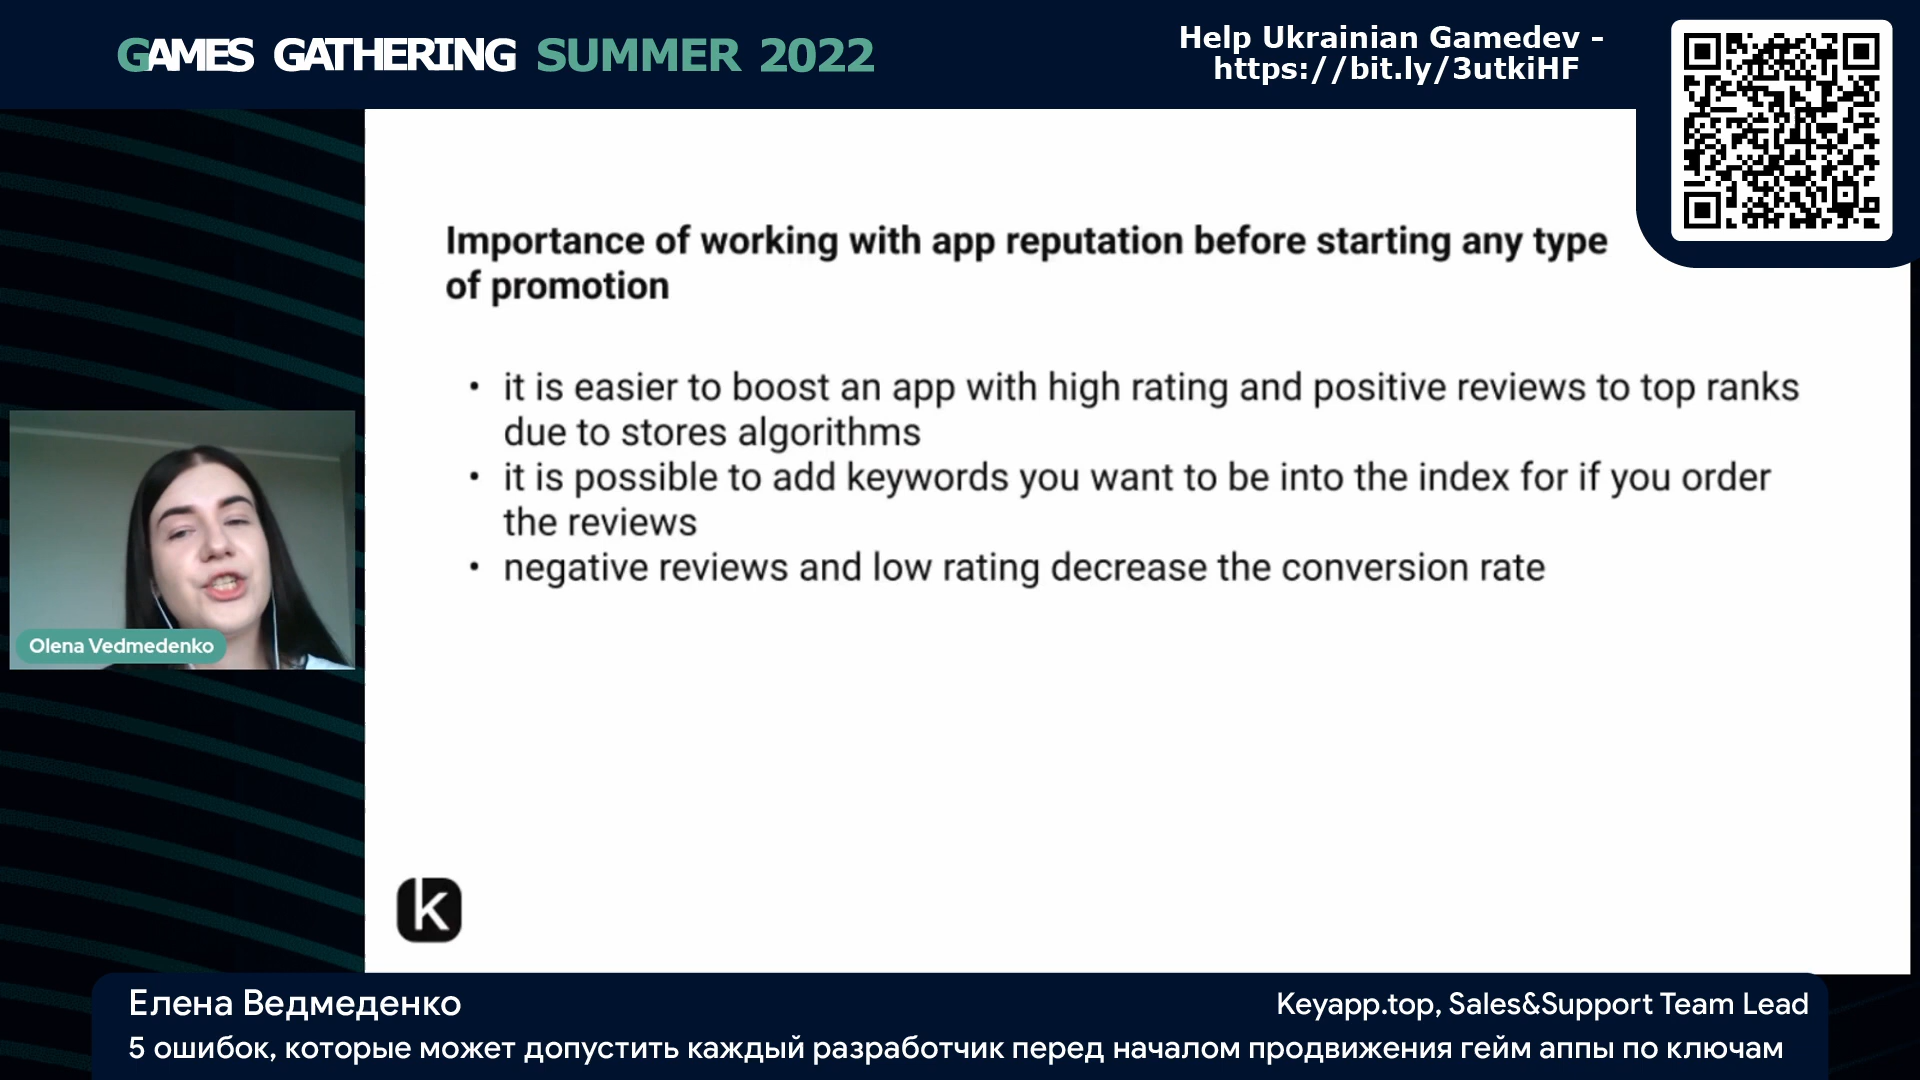 GAMES GATHERING SUMMER 2022
Help Ukrainian Gamedev -
https://bit.ly/3utkiHF
Importance of working with app reputation before starting any type
of promotion
• it is easier to boost an app with high rating and positive reviews to top ranks
due to stores algorithms
• it is possible to add keywords you want to be into the index for if you order
the reviews
• negative reviews and low rating decrease the conversion rate
Olena Vedmedenko
k
Елена Ведмеденко
Keyapp.top, Sales&Support Team Lead
5 ошибок, которые может допустить каждый разработчик перед началом продвижения гейм аппы по ключам